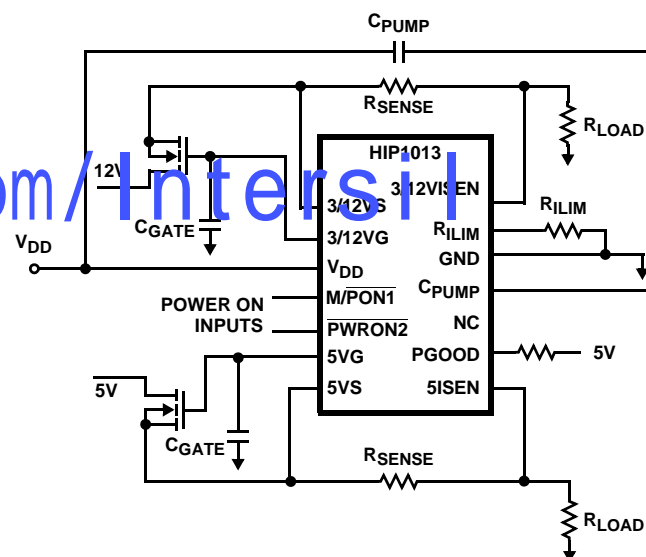 CPUMP
RSENSE
RLOAD
HIP1013
12V
3/12VISEN
om/Intersil
3/12VS
RILIM
CGATE
3/12VG
RILIM
VDD
GND
VDD
CPUMP
POWER ON
INPUTS
M/PON1
PWRON2
NC
5VG
PGOOD
5V
5V
5VS
5ISEN
CGATE
RSENSE
RLOAD